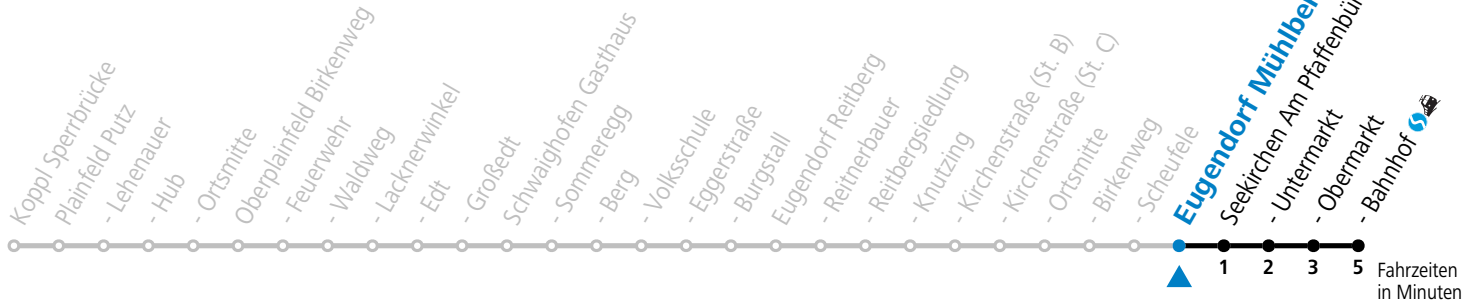 Koppl Sperrbrücke
Plainfeld Putz
- Lehenauer
- Hub
- Ortsmitte
Oberplainfeld Birkenweg
- Feuerwehr
- Waldweg
- Lacknerwinkel
- Edt
- Großedt
Schwaighofen Gasthaus
- Sommeregg
- Berg
- Volksschule
- Eggerstraße
- Burgstall
Eugendorf Reitberg
- Reitnerbauer
- Reitbergsiedlung
- Knutzing
- Kirchenstraße (St. B)
- Kirchenstraße (St. C)
- Ortsmitte
- Birkenweg
- Scheufele
Eugendorf
Seekirchen Am
- Untermarkt
- Obermarkt
- Bahnhof
1 2 3 5 Fahrzeiten
in Minuten